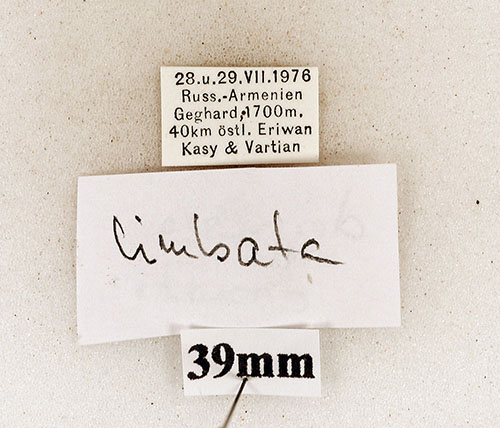 28.u.29.VII.1976
Russ.-Armenien
Geghard, 1700m.
40km östl. Eriwan
Kasy & Vartian
limbata
39mm